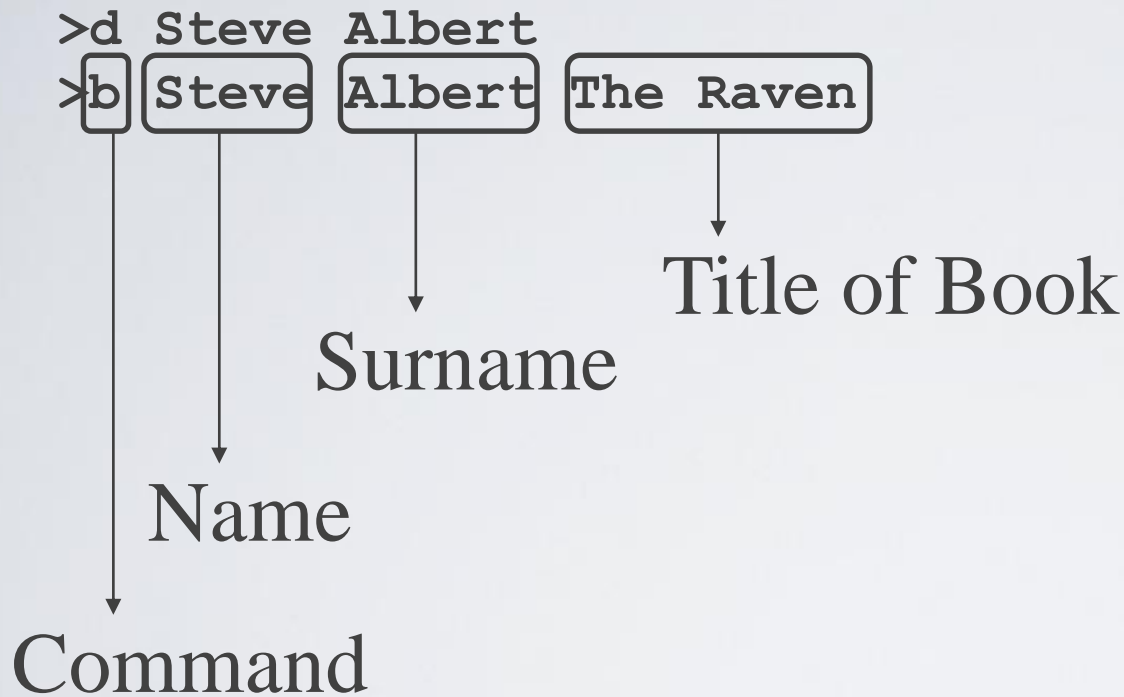 >d Steve Albert
>b Steve Albert The Raven
Title of Book
Surname
Name
Command